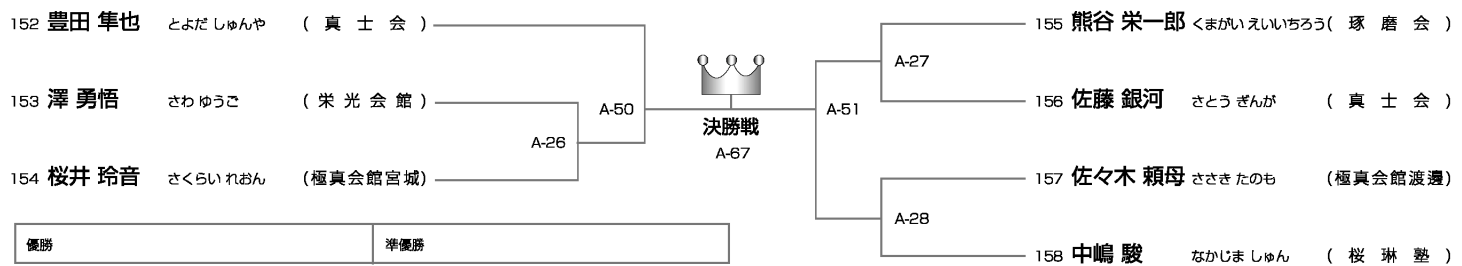 152 豊田 隼也 とよだ しゅんや (真士会)
153 澤 勇悟 さわ ゆうご (栄光会館)
154 桜井 玲音 さくらい れおん (極真会館宮城)
A-26
A-50
決勝戦
A-67
A-51
A-27
A-28
155 熊谷 栄一郎 くまがい えいいちろう (琢磨会)
156 佐藤 銀河 さとう ぎんが (真士会)
157 佐々木 頼母 ささき たのも (極真会館渡邊)
158 中嶋 駿 なかじま しゅん (桜琳塾)
優勝 準優勝